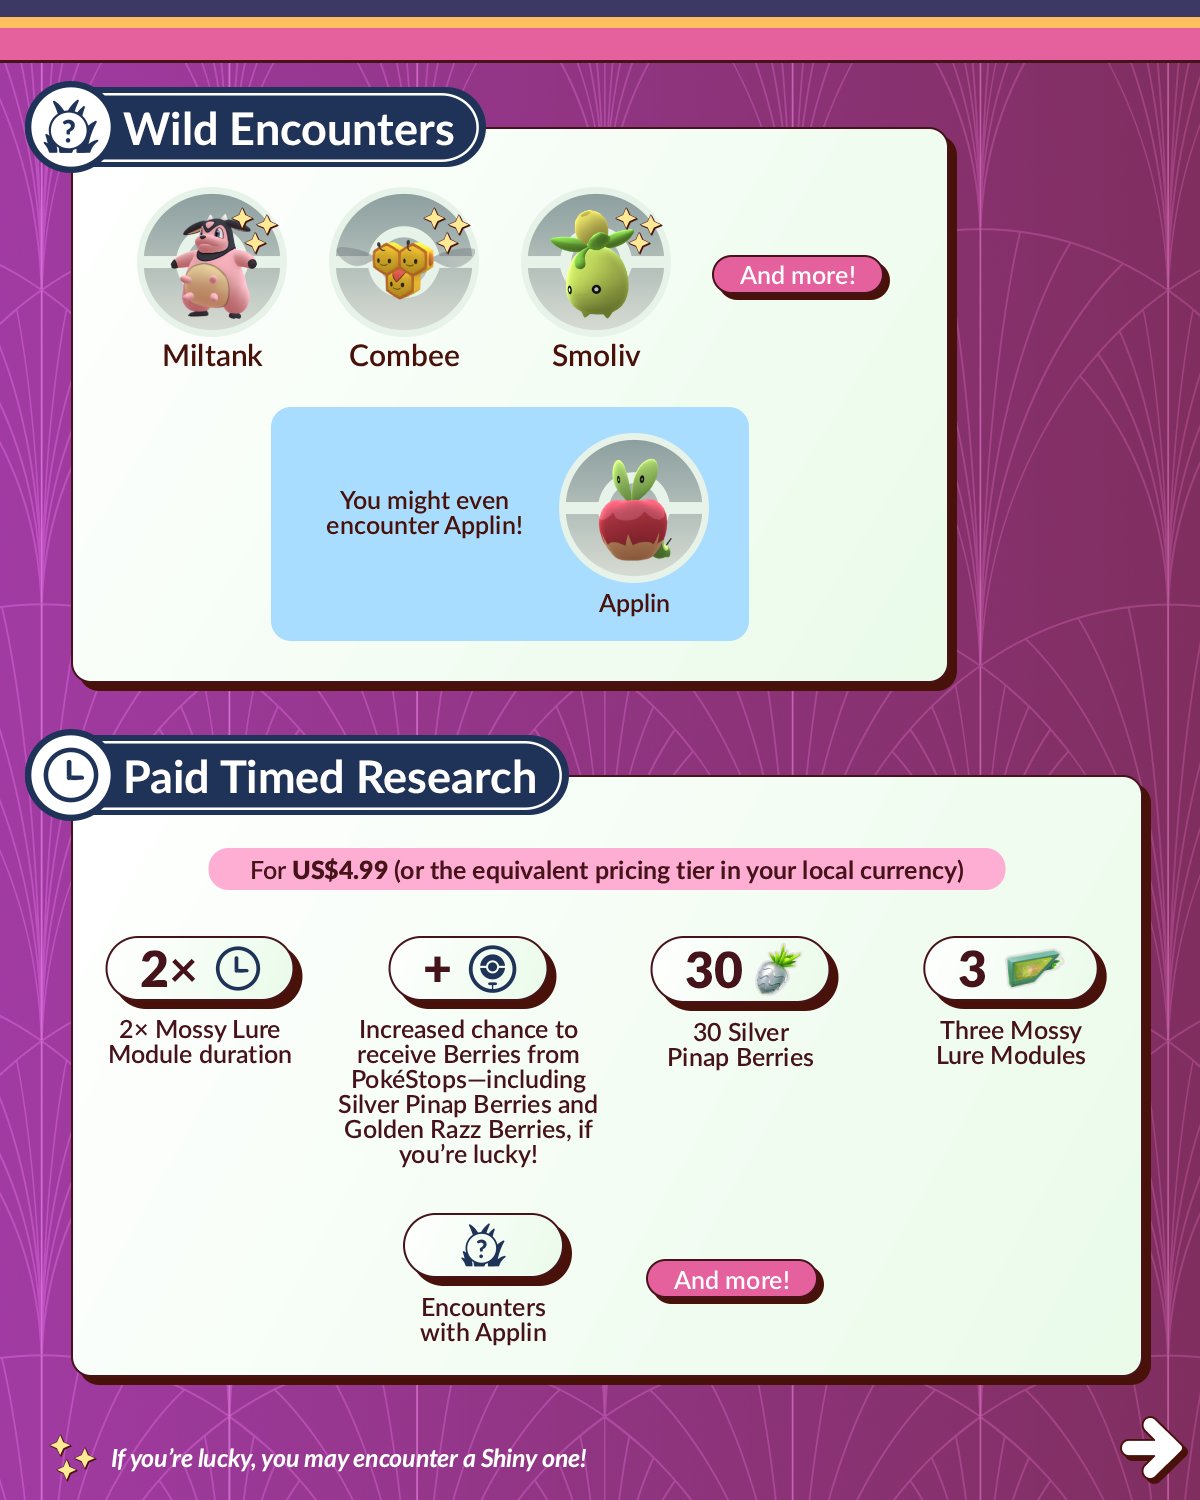 Wild Encounters
Miltank
Combee
Smoliv
And more!
You might even
encounter Applin!
Applin
Paid Timed Research
For US$4.99 (or the equivalent pricing tier in your local currency)
2×
2× Mossy Lure
Module duration
+
Increased chance to
receive Berries from
PokéStops—including
Silver Pinap Berries and
Golden Razz Berries, if
you’re lucky!
30
30 Silver
Pinap Berries
3
Three Mossy
Lure Modules
?
Encounters
with Applin
And more!
If you’re lucky, you may encounter a Shiny one!